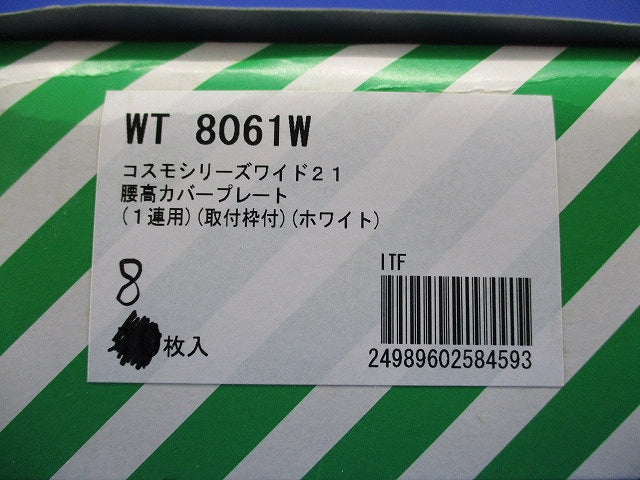 WT 8061W
コスモシリーズワイド２１
腰高カバープレート
(１連用)(取付枠付)(ホワイト)
8
枚入
ITF
24989602584593